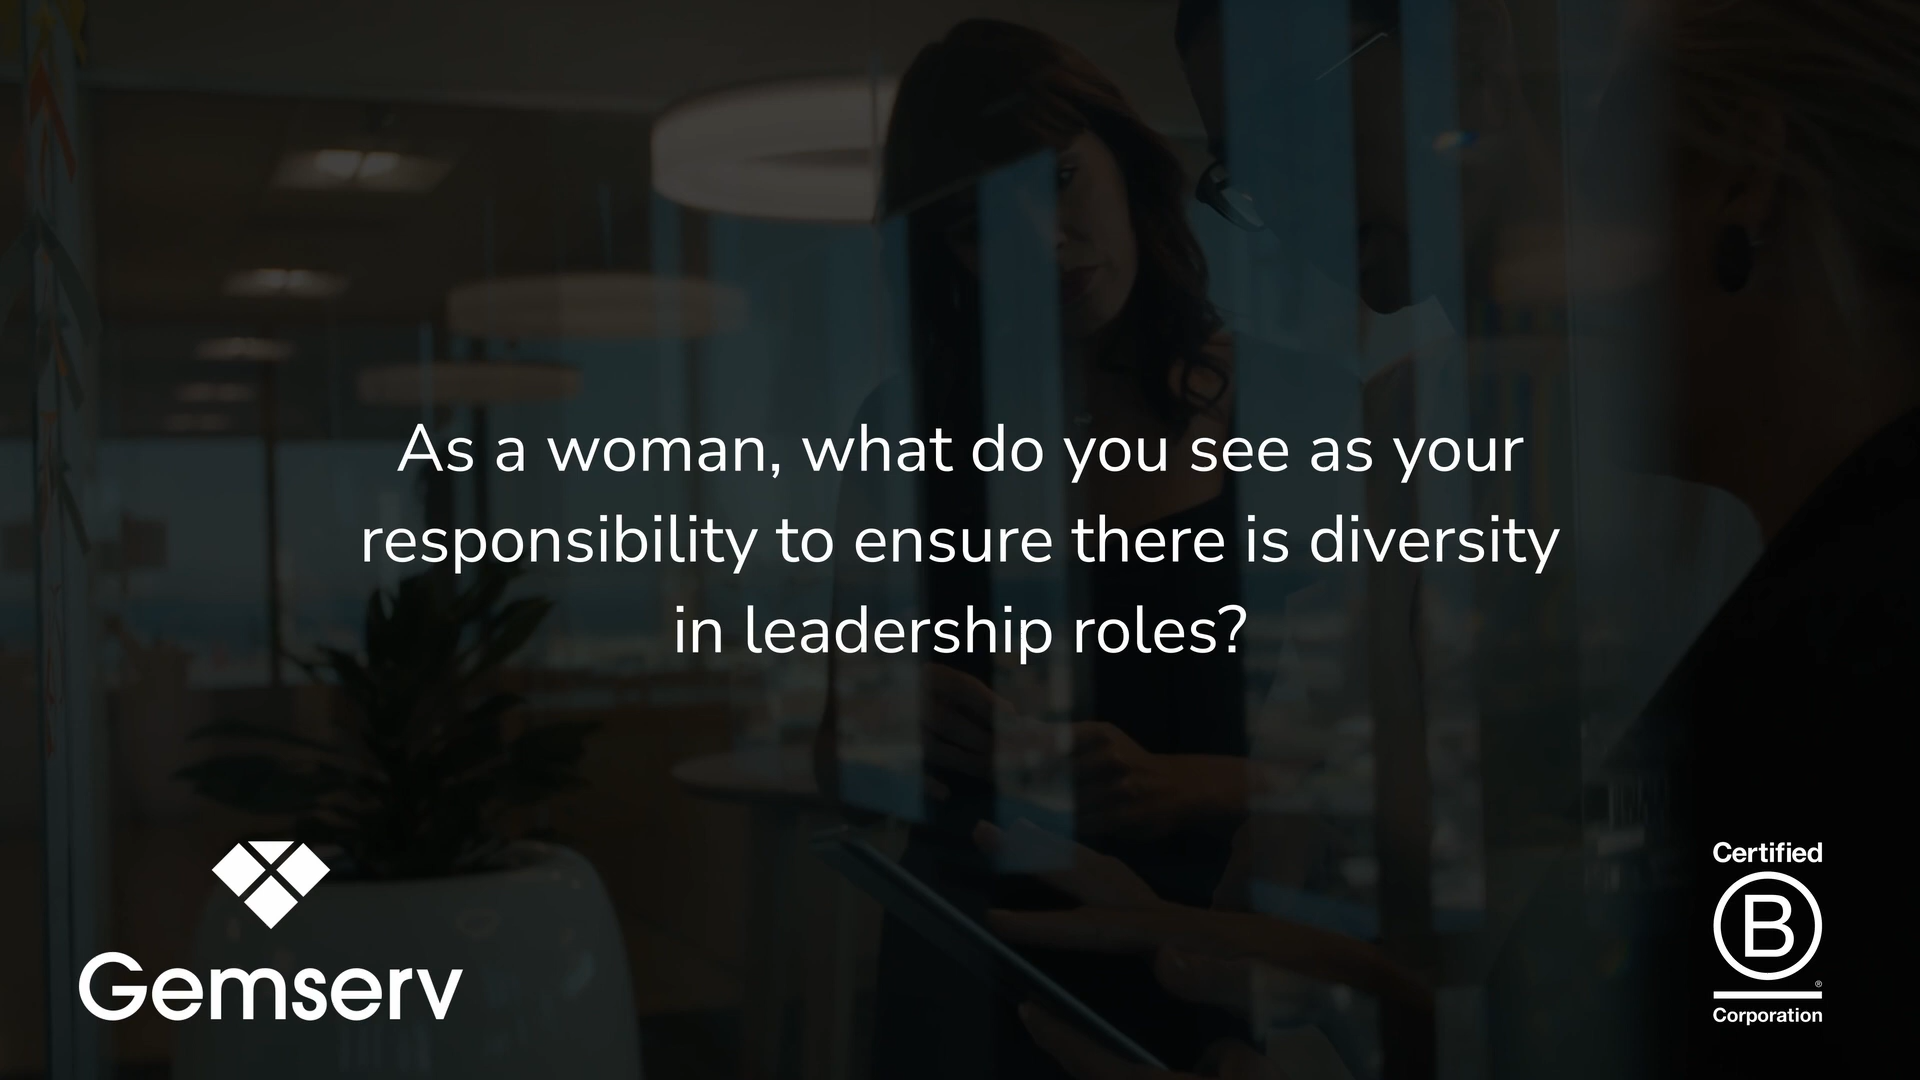 As a woman, what do you see as your
responsibility to ensure there is diversity
in leadership roles?
Gemserv
Certified
B
®
Corporation